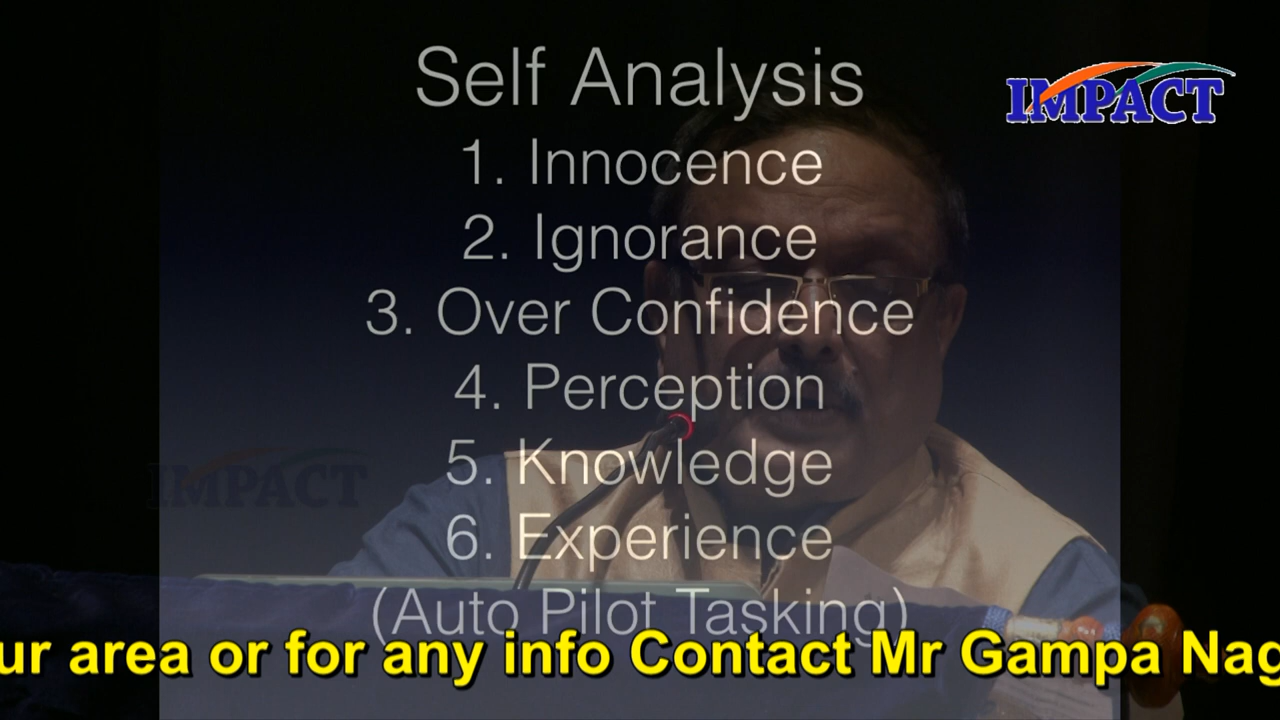 Self Analysis
IMPACT
1. Innocence
2. Ignorance
3. Over Confidence
4. Perception
5. Knowledge
IMPACT
6. Experience
(Auto Pilot Tasking)
ur area or for any info Contact Mr Gampa Nag